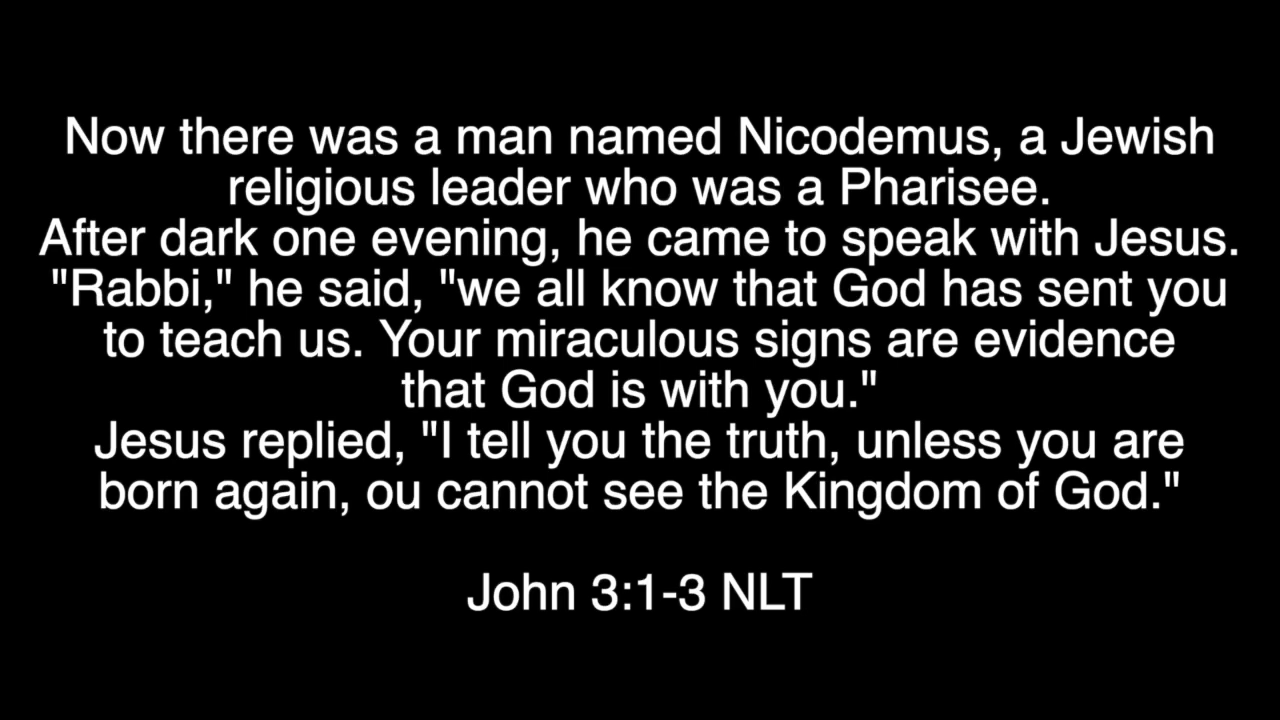 Now there was a man named Nicodemus, a Jewish
religious leader who was a Pharisee.
After dark one evening, he came to speak with Jesus.
"Rabbi," he said, "we all know that God has sent you
to teach us. Your miraculous signs are evidence
that God is with you."
Jesus replied, "I tell you the truth, unless you are
born again, ou cannot see the Kingdom of God."
John 3:1-3 NLT